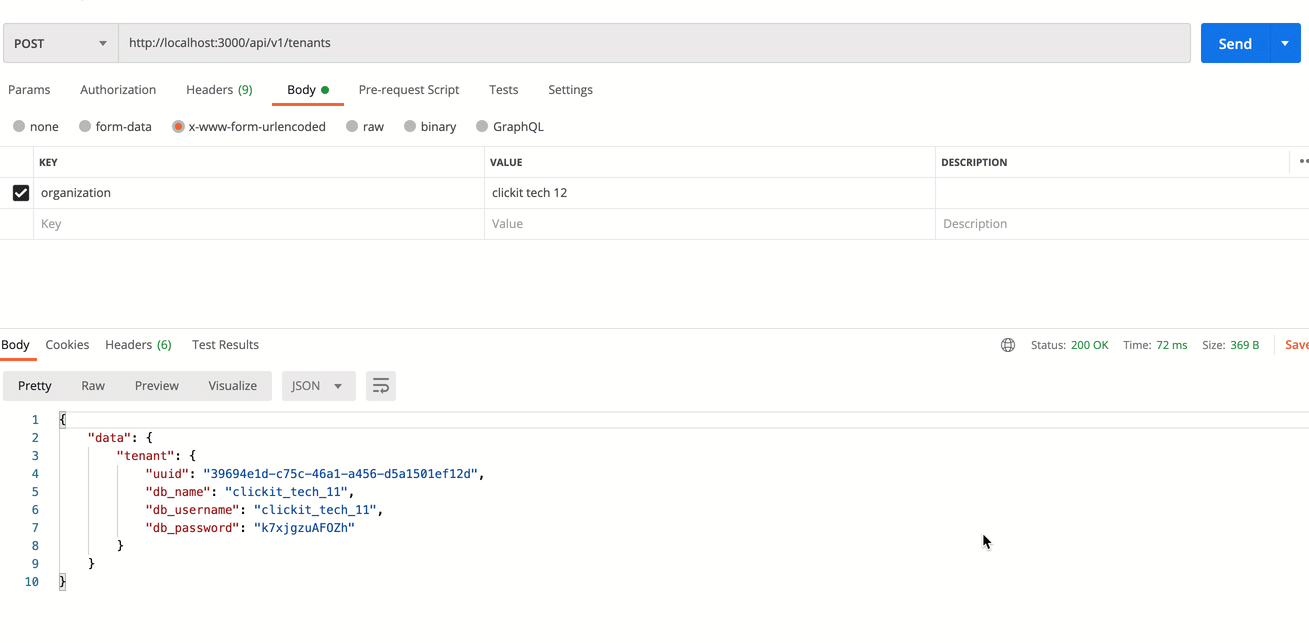 POST http://localhost:3000/api/v1/tenants Send
Params Authorization Headers (9) Body Pre-request Script Tests Settings
none form-data x-www-form-urlencoded raw binary GraphQL
KEY VALUE DESCRIPTION
organization clickit tech 12
Key Value Description
Body Cookies Headers (6) Test Results Status: 200 OK Time: 72 ms Size: 369 B Save
Pretty Raw Preview Visualize JSON
1 {
2 "data": {
3 "tenant": {
4 "uuid": "39694e1d-c75c-46a1-a456-d5a1501ef12d",
5 "db_name": "clickit_tech_11",
6 "db_username": "clickit_tech_11",
7 "db_password": "k7xjgzuAFOZh"
8 }
9 }
10 }